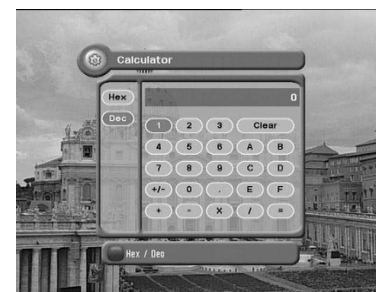 Calculator
Hex 0
Dec 1 2 3 Clear
4 5 6 A B
7 8 9 C D
+/- 0 . E F
+ - X / =
Hex / Dec